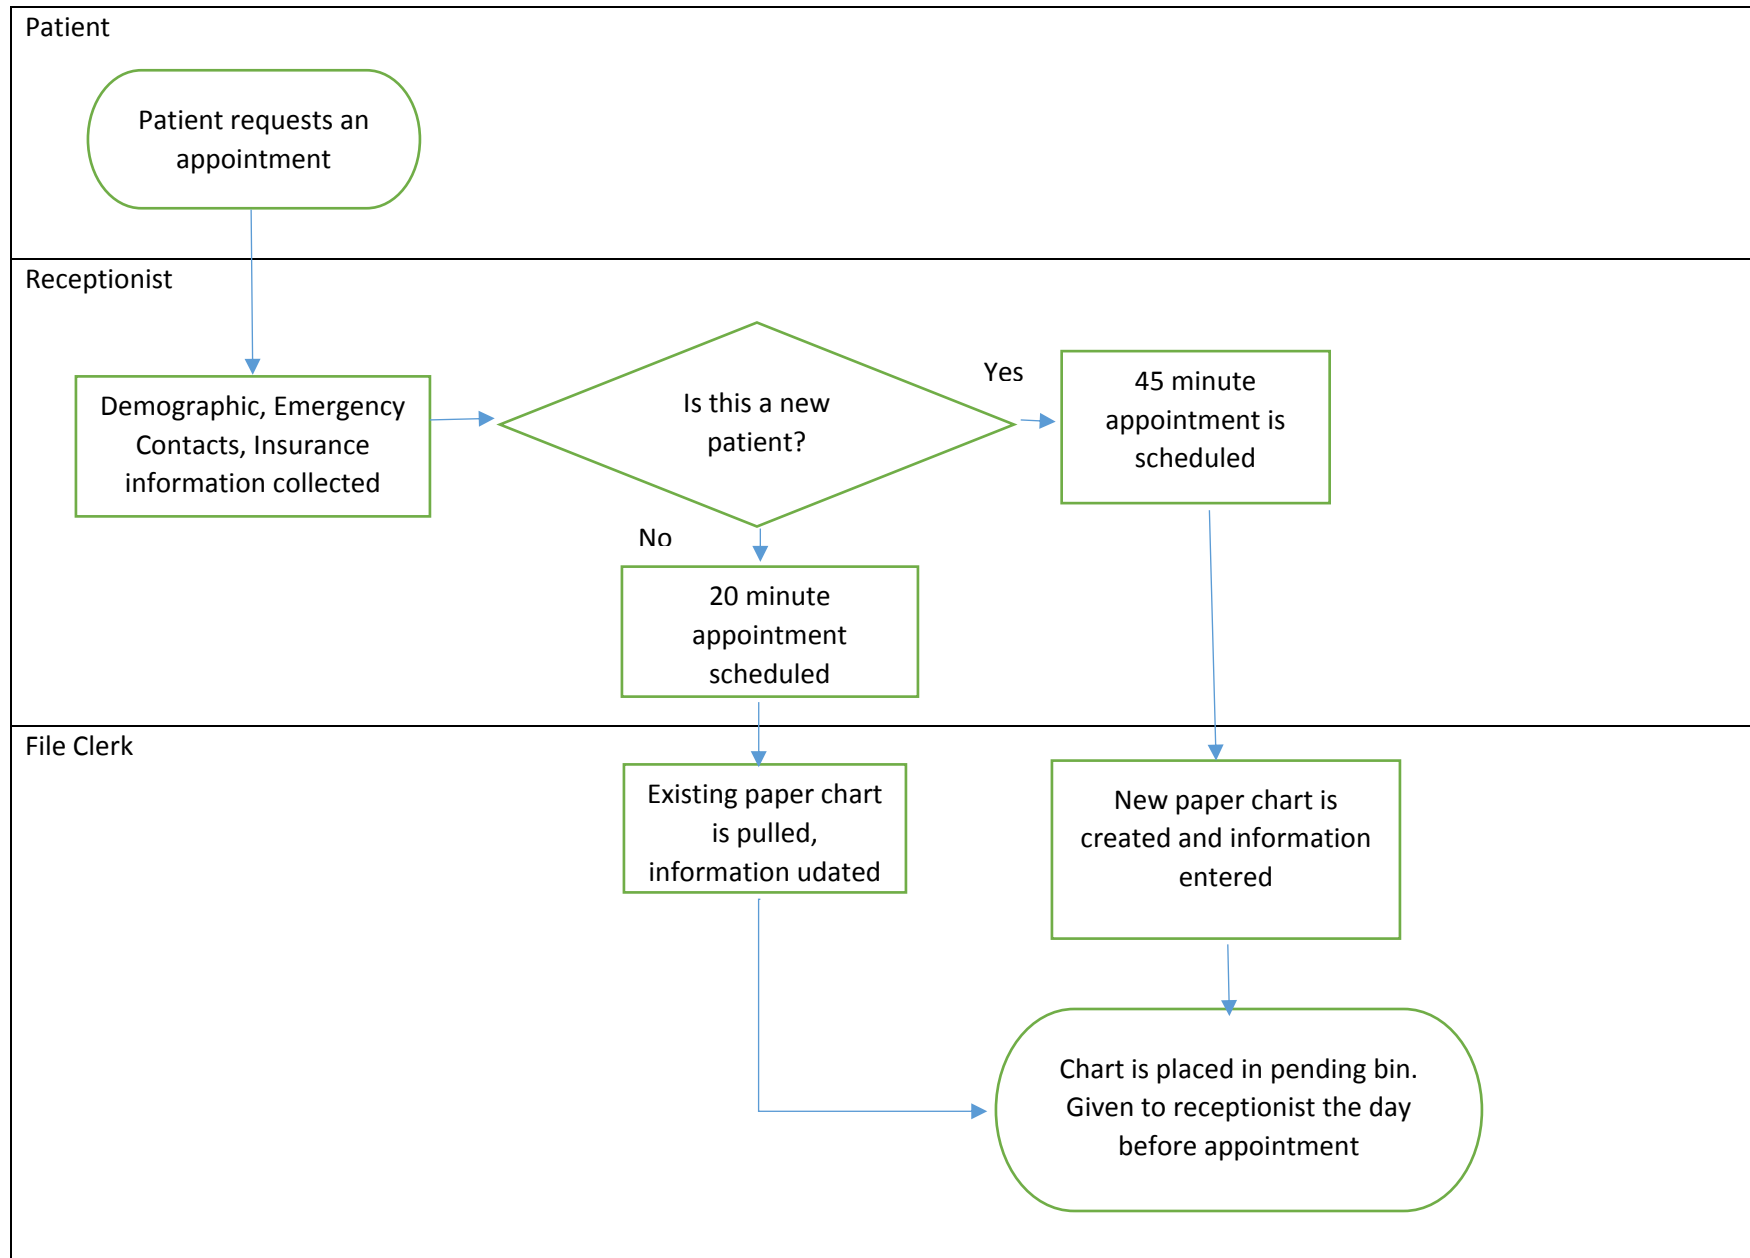 Patient
Patient requests an
appointment
Receptionist
Demographic, Emergency
Contacts, Insurance
information collected
Is this a new
patient?
Yes
45 minute
appointment is
scheduled
No
20 minute
appointment
scheduled
File Clerk
Existing paper chart
is pulled,
information udated
New paper chart is
created and information
entered
Chart is placed in pending bin.
Given to receptionist the day
before appointment